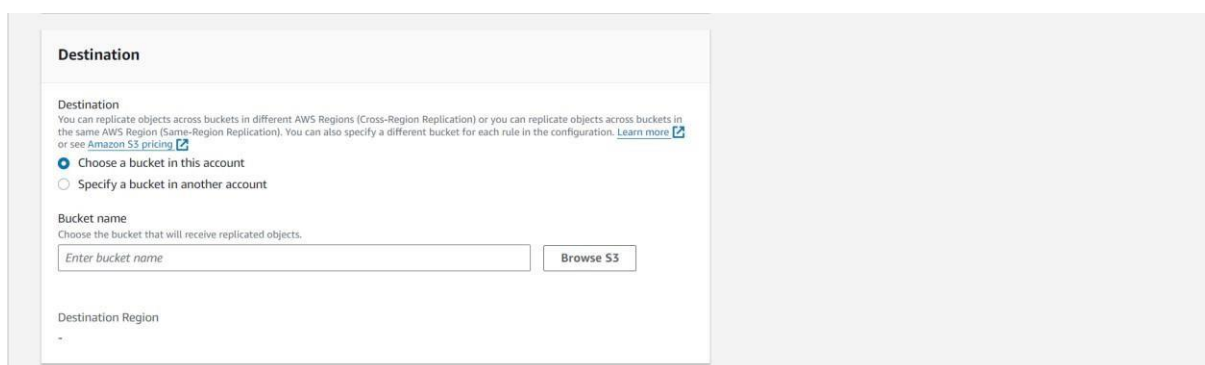 Destination
Destination
You can replicate objects across buckets in different AWS Regions (Cross-Region Replication) or you can replicate objects across buckets in
the same AWS Region (Same-Region Replication). You can also specify a different bucket for each rule in the configuration. Learn more
or see Amazon S3 pricing
Choose a bucket in this account
Specify a bucket in another account
Bucket name
Choose the bucket that will receive replicated objects.
Enter bucket name
Browse S3
Destination Region
-